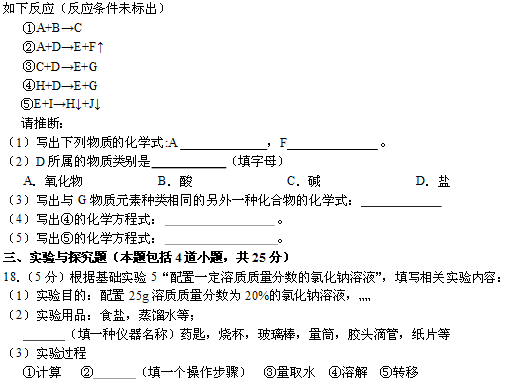 如下反应（反应条件未标出）
①A+B→C
②A+D→E+F↑
③C+D→E+G
④H+D→E+G
⑤E+I→H↓+J↓
请推断：
（1）写出下列物质的化学式:A ____________，F____________ 。
（2）D所属的物质类别是__________（填字母）
A．氧化物 B．酸 C．碱 D．盐
（3）写出与G物质元素种类相同的另外一种化合物的化学式：____________
（4）写出④的化学方程式：________________ 。
（5）写出⑤的化学方程式：________________。
三、实验与探究题（本题包括4道小题，共25分）
18.（5分）根据基础实验5“配置一定溶质质量分数的氯化钠溶液”，填写相关实验内容：
（1）实验目的：配置25g溶质质量分数为20%的氯化钠溶液，,,,,
（2）实验用品：食盐，蒸馏水等；
______（填一种仪器名称）药匙，烧杯，玻璃棒，量筒，胶头滴管，纸片等
（3）实验过程
①计算 ②______（填一个操作步骤） ③量取水 ④溶解 ⑤转移